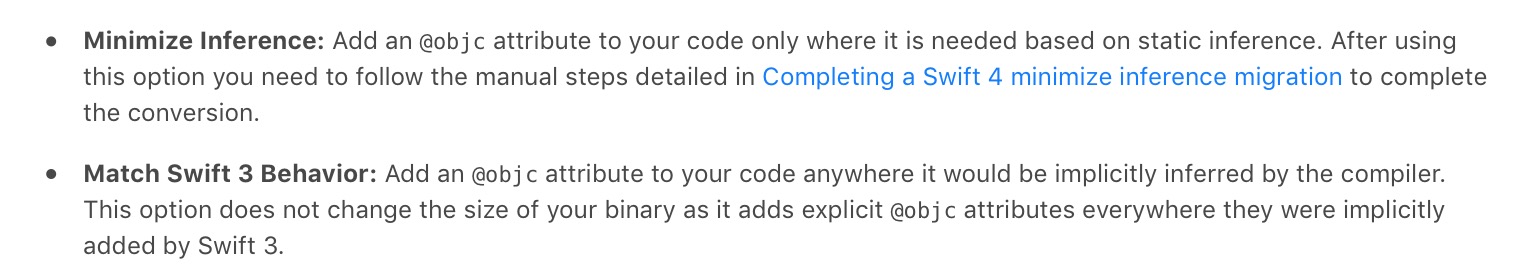 • Minimize Inference: Add an @objc attribute to your code only where it is needed based on static inference. After using
this option you need to follow the manual steps detailed in Completing a Swift 4 minimize inference migration to complete
the conversion.
• Match Swift 3 Behavior: Add an @objc attribute to your code anywhere it would be implicitly inferred by the compiler.
This option does not change the size of your binary as it adds explicit @objc attributes everywhere they were implicitly
added by Swift 3.